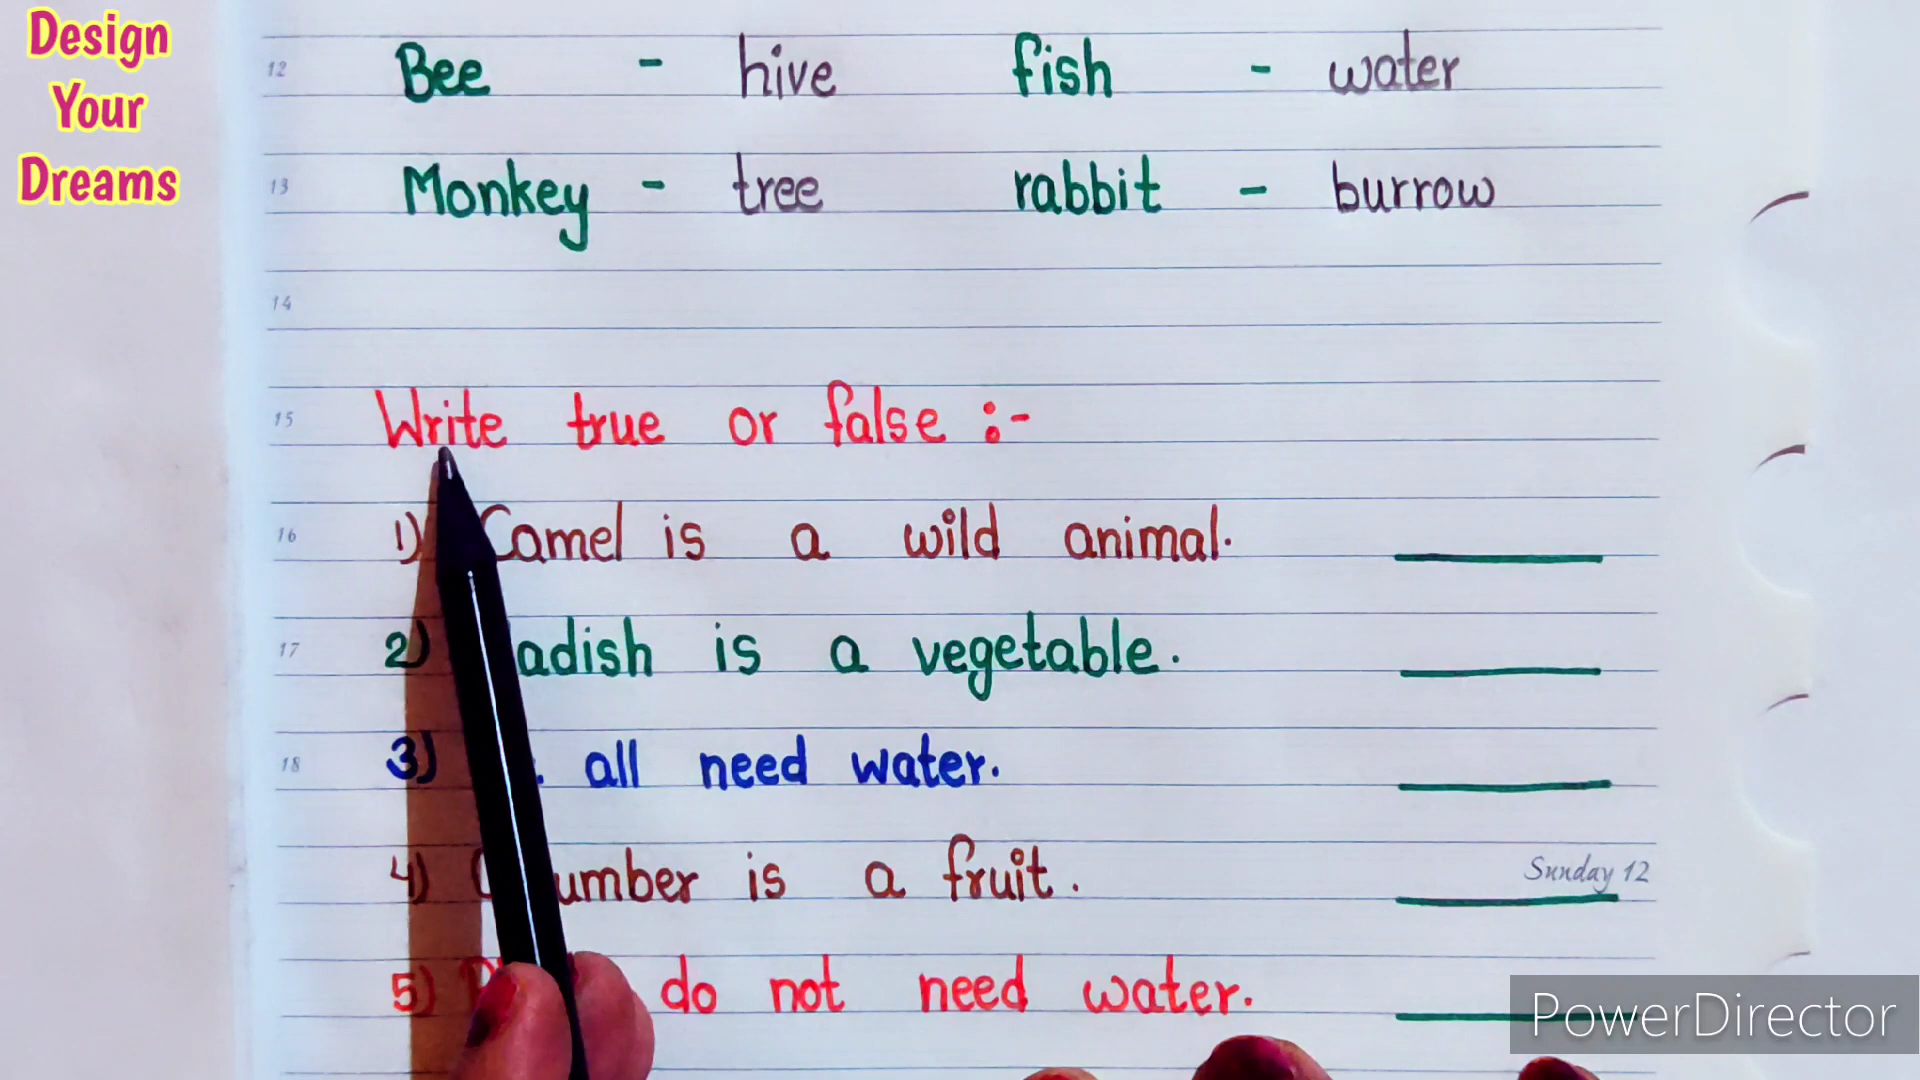 Design
Your
Dreams
12 Bee - hive fish - water
13 Monkey - tree rabbit - burrow
14
15 Write true or false :-
16 1) Camel is a wild animal.
17 2) adish is a vegetable.
18 3) all need water.
4) umber is a fruit.
Sunday 12
5) do not need water.
PowerDirector